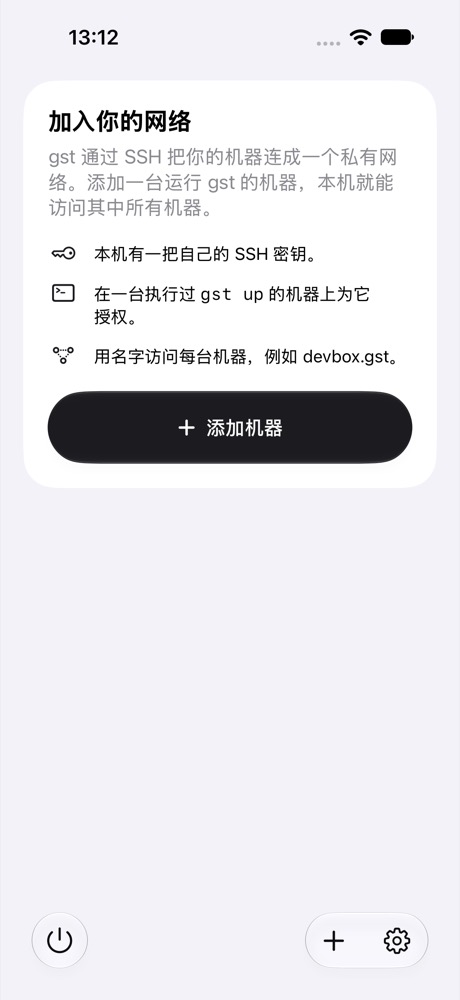 13:12
加入你的网络
gst 通过 SSH 把你的机器连成一个私有网
络。添加一台运行 gst 的机器，本机就能
访问其中所有机器。
本机有一把自己的 SSH 密钥。
在一台执行过 gst up 的机器上为它
授权。
用名字访问每台机器，例如 devbox.gst。
添加机器